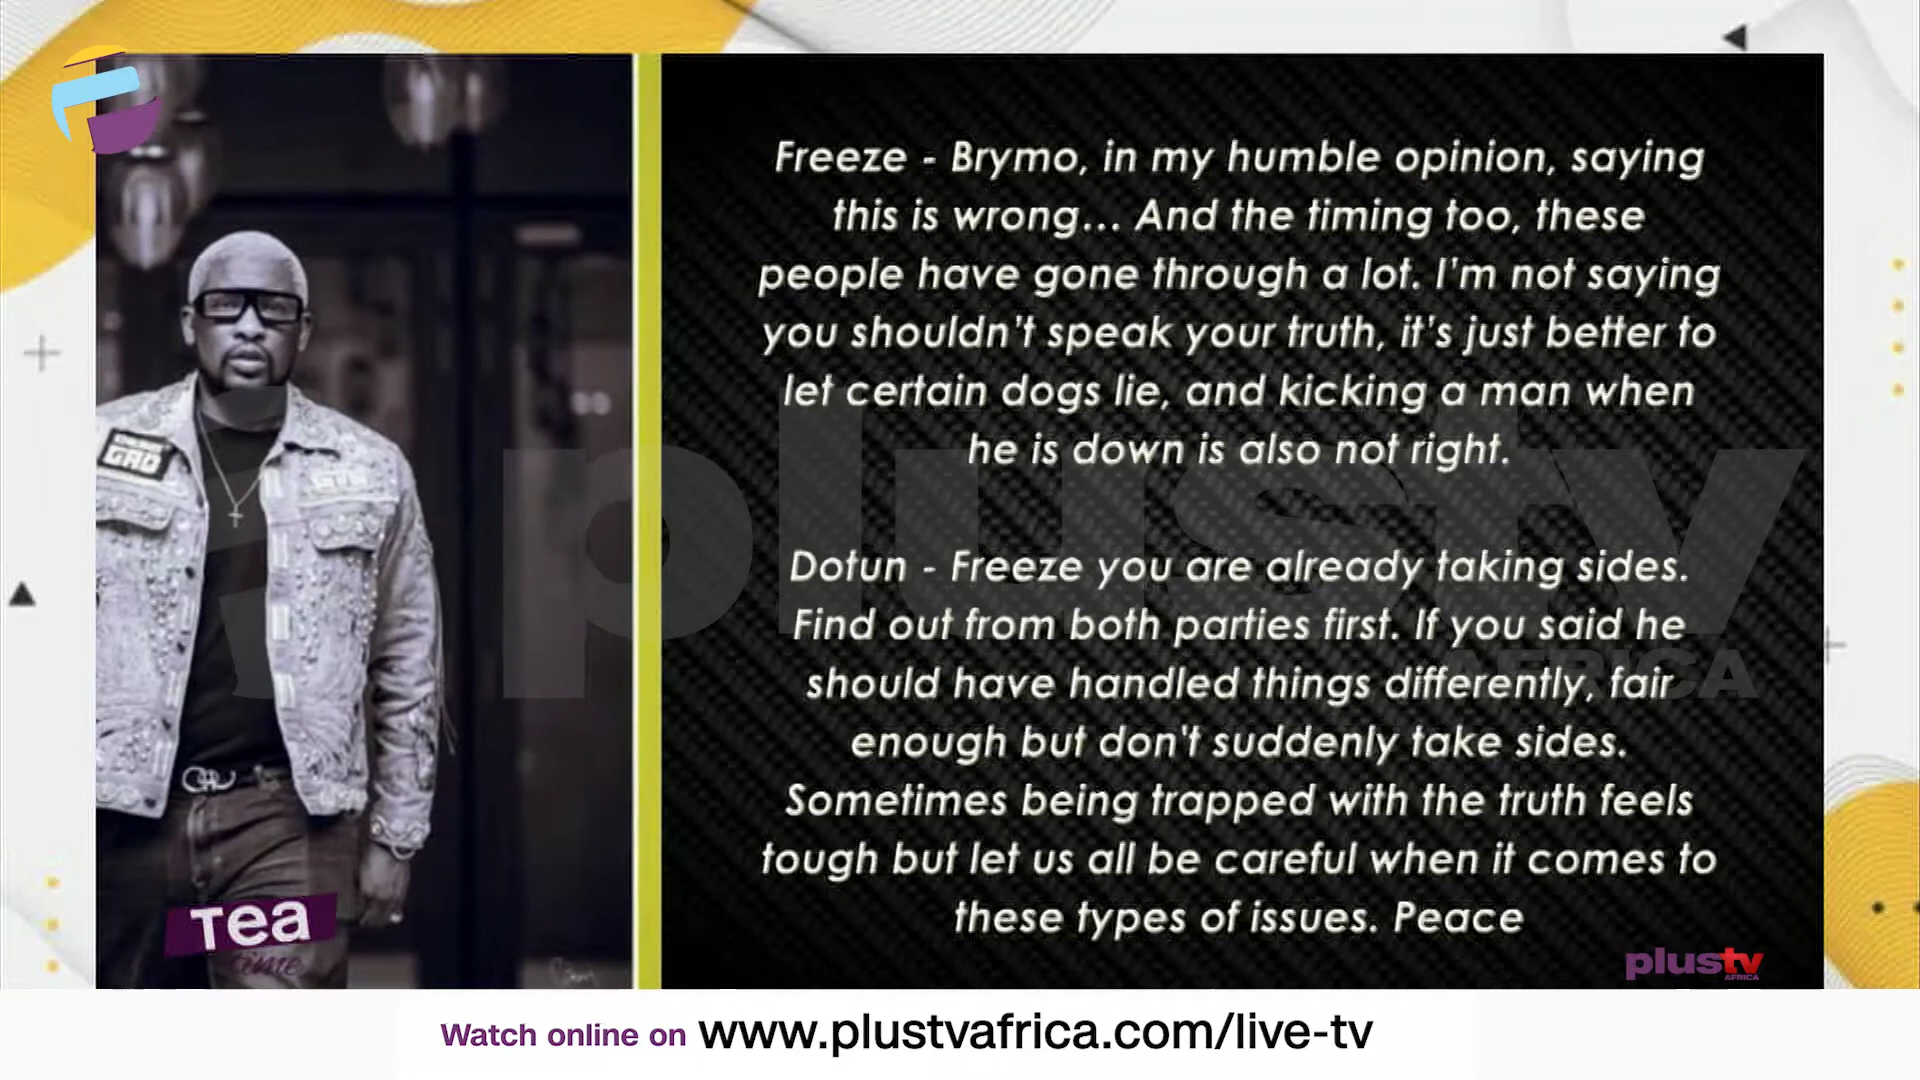 Freeze - Brymo, in my humble opinion, saying
this is wrong... And the timing too, these
people have gone through a lot. I'm not saying
you shouldn't speak your truth, it's just better to
let certain dogs lie, and kicking a man when
he is down is also not right.
Dotun - Freeze you are already taking sides.
Find out from both parties first. If you said he
should have handled things differently, fair
enough but don't suddenly take sides.
Sometimes being trapped with the truth feels
tough but let us all be careful when it comes to
these types of issues. Peace
plustv
AFRICA
GRO
Tea
time
plustv
AFRICA
Watch online on www.plustvafrica.com/live-tv